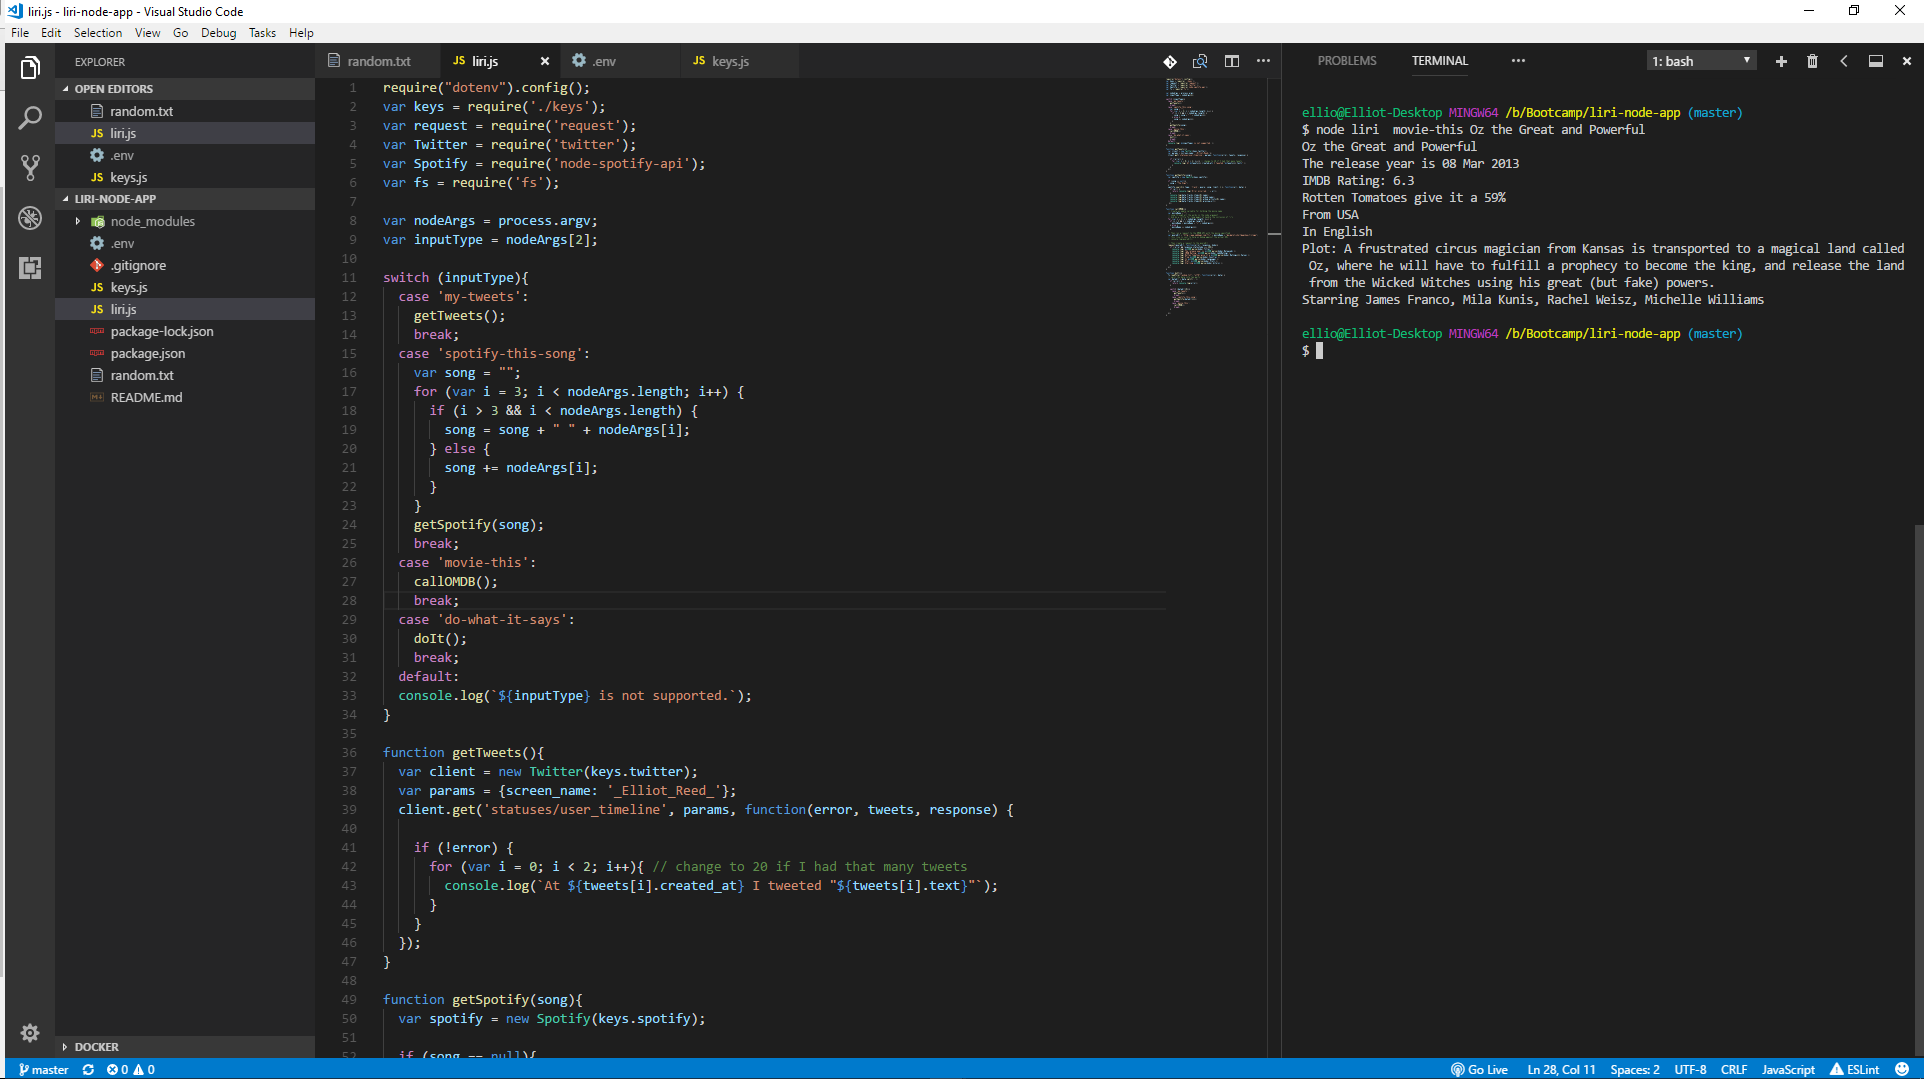 liri.js - liri-node-app - Visual Studio Code
File Edit Selection View Go Debug Tasks Help
EXPLORER
OPEN EDITORS
random.txt
JS liri.js
.env
JS keys.js
LIRI-NODE-APP
node_modules
.env
.gitignore
JS keys.js
JS liri.js
package-lock.json
package.json
random.txt
README.md
DOCKER
random.txt JS liri.js .env JS keys.js
1 require("dotenv").config();
2 var keys = require('./keys');
3 var request = require('request');
4 var Twitter = require('twitter');
5 var Spotify = require('node-spotify-api');
6 var fs = require('fs');
7
8 var nodeArgs = process.argv;
9 var inputType = nodeArgs[2];
10
11 switch (inputType){
12 case 'my-tweets':
13 getTweets();
14 break;
15 case 'spotify-this-song':
16 var song = "";
17 for (var i = 3; i < nodeArgs.length; i++) {
18 if (i > 3 && i < nodeArgs.length) {
19 song = song + " " + nodeArgs[i];
20 } else {
21 song += nodeArgs[i];
22 }
23 }
24 getSpotify(song);
25 break;
26 case 'movie-this':
27 callOMDB();
28 break;
29 case 'do-what-it-says':
30 doIt();
31 break;
32 default:
33 console.log(`${inputType} is not supported.`);
34 }
35
36 function getTweets(){
37 var client = new Twitter(keys.twitter);
38 var params = {screen_name: '_Elliot_Reed_'};
39 client.get('statuses/user_timeline', params, function(error, tweets, response) {
40
41 if (!error) {
42 for (var i = 0; i < 2; i++){ // change to 20 if I had that many tweets
43 console.log(`At ${tweets[i].created_at} I tweeted "${tweets[i].text}"`);
44 }
45 }
46 });
47 }
48
49 function getSpotify(song){
50 var spotify = new Spotify(keys.spotify);
51
52 if (song == null){
PROBLEMS TERMINAL ··· 1: bash
ellio@Elliot-Desktop MINGW64 /b/Bootcamp/liri-node-app (master)
$ node liri  movie-this Oz the Great and Powerful
Oz the Great and Powerful
The release year is 08 Mar 2013
IMDB Rating: 6.3
Rotten Tomatoes give it a 59%
From USA
In English
Plot: A frustrated circus magician from Kansas is transported to a magical land called
Oz, where he will have to fulfill a prophecy to become the king, and release the land
from the Wicked Witches using his great (but fake) powers.
Starring James Franco, Mila Kunis, Rachel Weisz, Michelle Williams
ellio@Elliot-Desktop MINGW64 /b/Bootcamp/liri-node-app (master)
$
master 0 0 Go Live Ln 28, Col 11 Spaces: 2 UTF-8 CRLF JavaScript ESLint